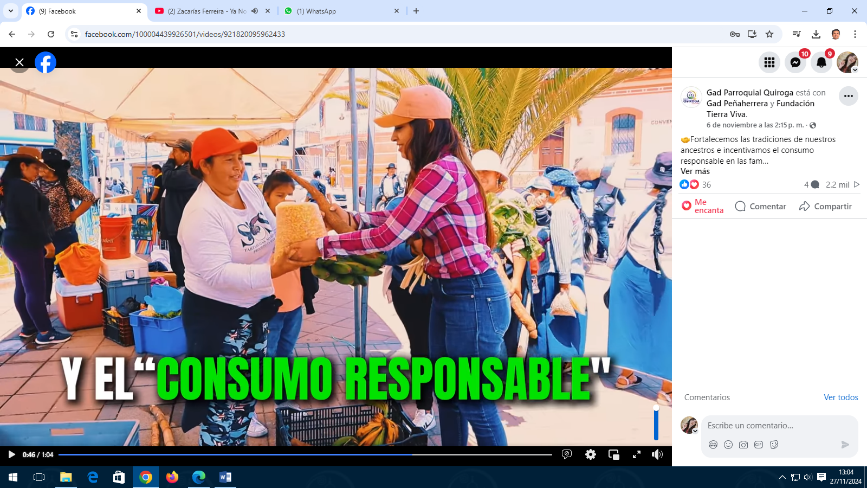 (9) Facebook
(2) Zacarías Ferreira - Ya No
(1) WhatsApp
facebook.com/100004439926501/videos/921820095962433
10
9
Gad Parroquial Quiroga está con
Gad Peñaherrera y Fundación
Tierra Viva.
6 de noviembre a las 2:15 p. m. ·
🤝Fortalecemos las tradiciones de nuestros
ancestros e incentivamos el consumo
responsable en las fam...
Ver más
36
4
2.2 mil
Me encanta
Comentar
Compartir
Y EL “CONSUMO RESPONSABLE"
Comentarios
Ver todos
Escribe un comentario...
0:46 / 1:04
13:04
27/11/2024